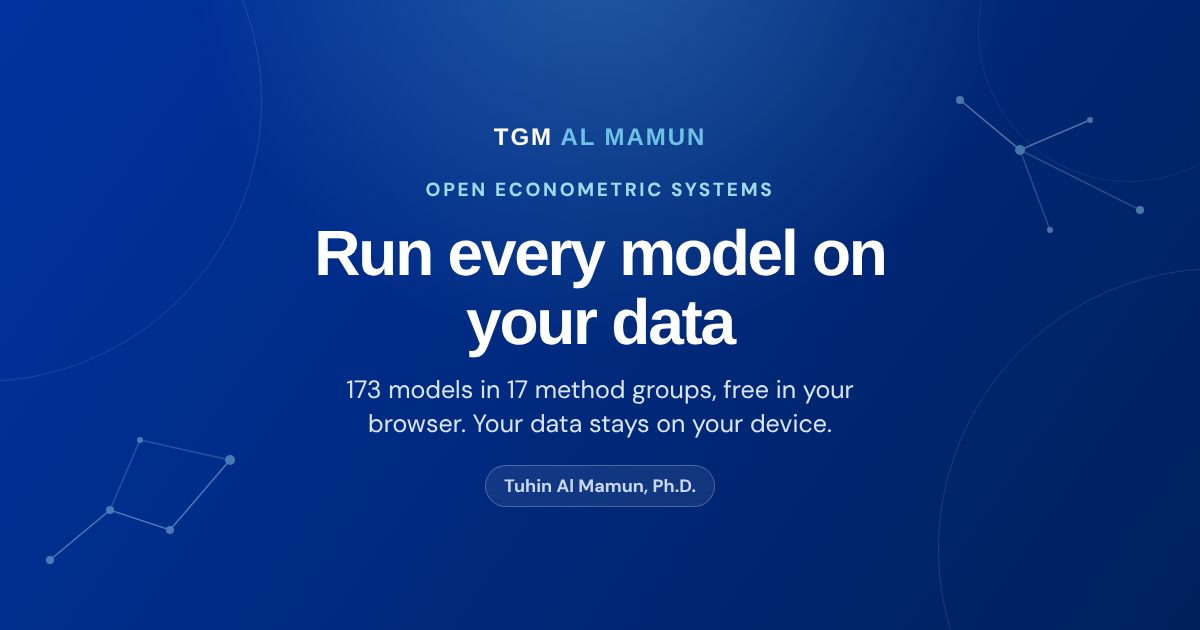 TGM AL MAMUN
OPEN ECONOMETRIC SYSTEMS
Run every model on
your data
173 models in 17 method groups, free in your
browser. Your data stays on your device.
Tuhin Al Mamun, Ph.D.